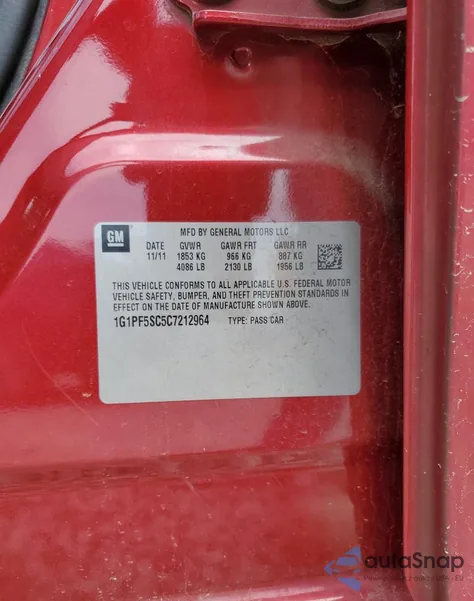 GM
MFD BY GENERAL MOTORS LLC
DATE GVWR GAWR FRT GAWR RR
11/11 1853 KG 966 KG 887 KG
4086 LB 2130 LB 1956 LB
THIS VEHICLE CONFORMS TO ALL APPLICABLE U.S. FEDERAL MOTOR
VEHICLE SAFETY, BUMPER, AND THEFT PREVENTION STANDARDS IN
EFFECT ON THE DATE OF MANUFACTURE SHOWN ABOVE.
1G1PF5SC5C7212964 TYPE: PASS CAR
autoSnap